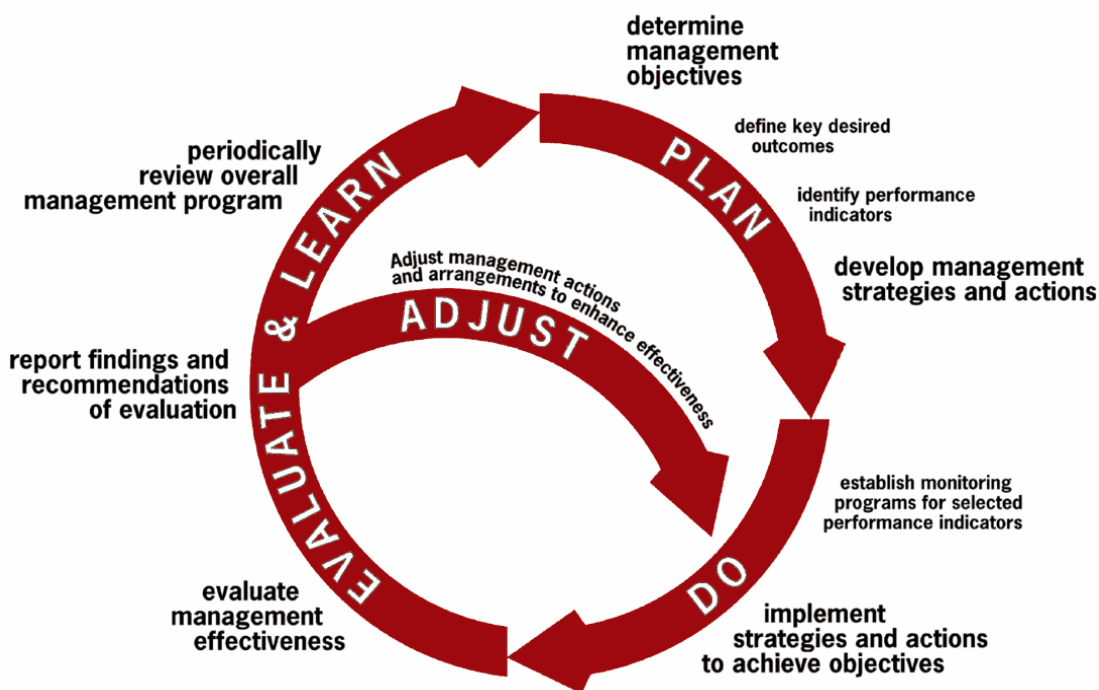 determine
management
objectives
define key desired
outcomes
PLAN
identify performance
indicators
develop management
strategies and actions
establish monitoring
programs for selected
performance indicators
DO
implement
strategies and actions
to achieve objectives
evaluate
management
effectiveness
EVALUATE & LEARN
report findings and
recommendations
of evaluation
periodically
review overall
management program
Adjust management actions
and arrangements to enhance effectiveness
ADJUST